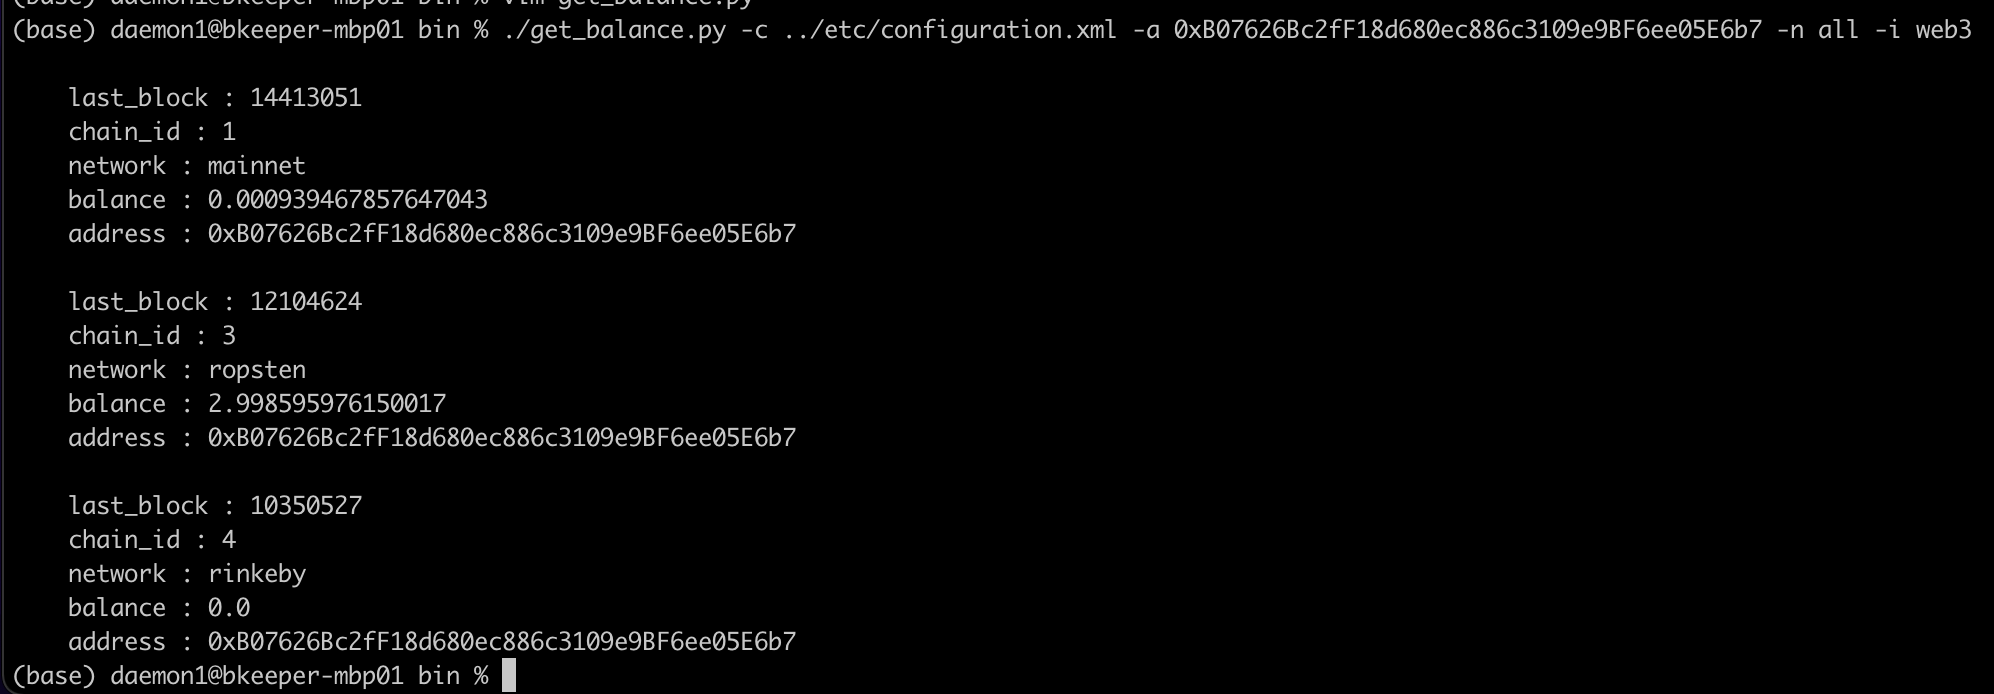 (base) daemon1@bkeeper-mbp01 bin % vim get_balance.py
(base) daemon1@bkeeper-mbp01 bin % ./get_balance.py -c ../etc/configuration.xml -a 0xB07626Bc2fF18d680ec886c3109e9BF6ee05E6b7 -n all -i web3
last_block : 14413051
chain_id : 1
network : mainnet
balance : 0.000939467857647043
address : 0xB07626Bc2fF18d680ec886c3109e9BF6ee05E6b7
last_block : 12104624
chain_id : 3
network : ropsten
balance : 2.998595976150017
address : 0xB07626Bc2fF18d680ec886c3109e9BF6ee05E6b7
last_block : 10350527
chain_id : 4
network : rinkeby
balance : 0.0
address : 0xB07626Bc2fF18d680ec886c3109e9BF6ee05E6b7
(base) daemon1@bkeeper-mbp01 bin %